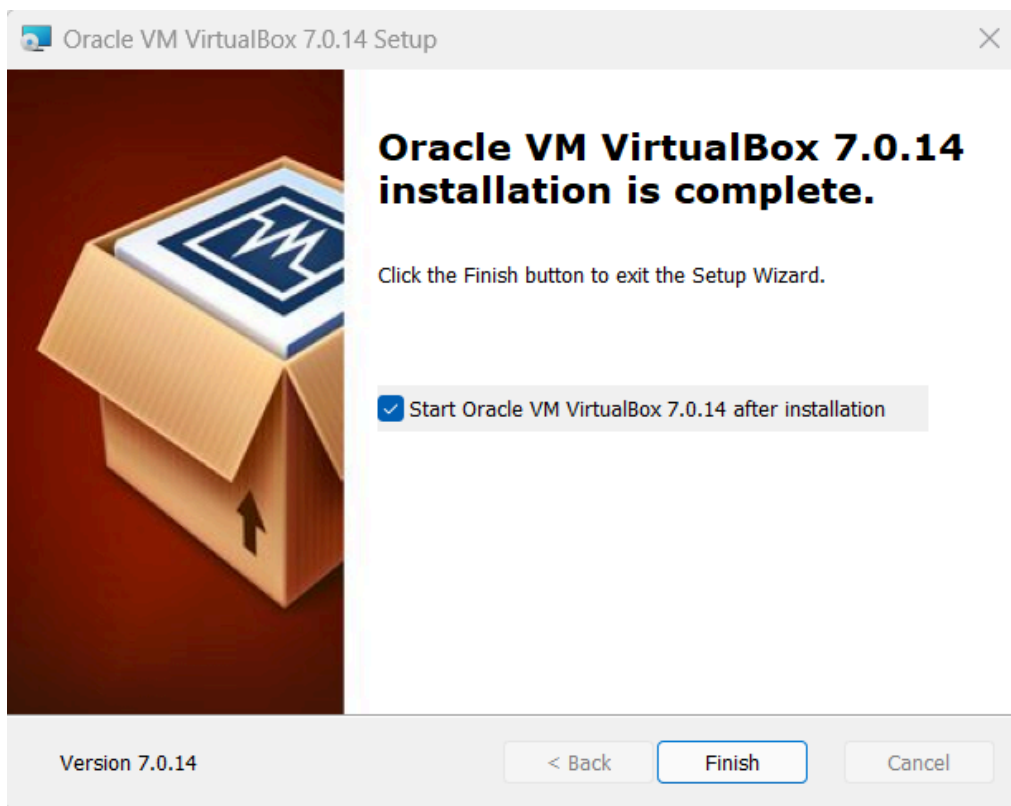 Oracle VM VirtualBox 7.0.14 Setup
Oracle VM VirtualBox 7.0.14
installation is complete.
Click the Finish button to exit the Setup Wizard.
Start Oracle VM VirtualBox 7.0.14 after installation
Version 7.0.14
< Back
Finish
Cancel